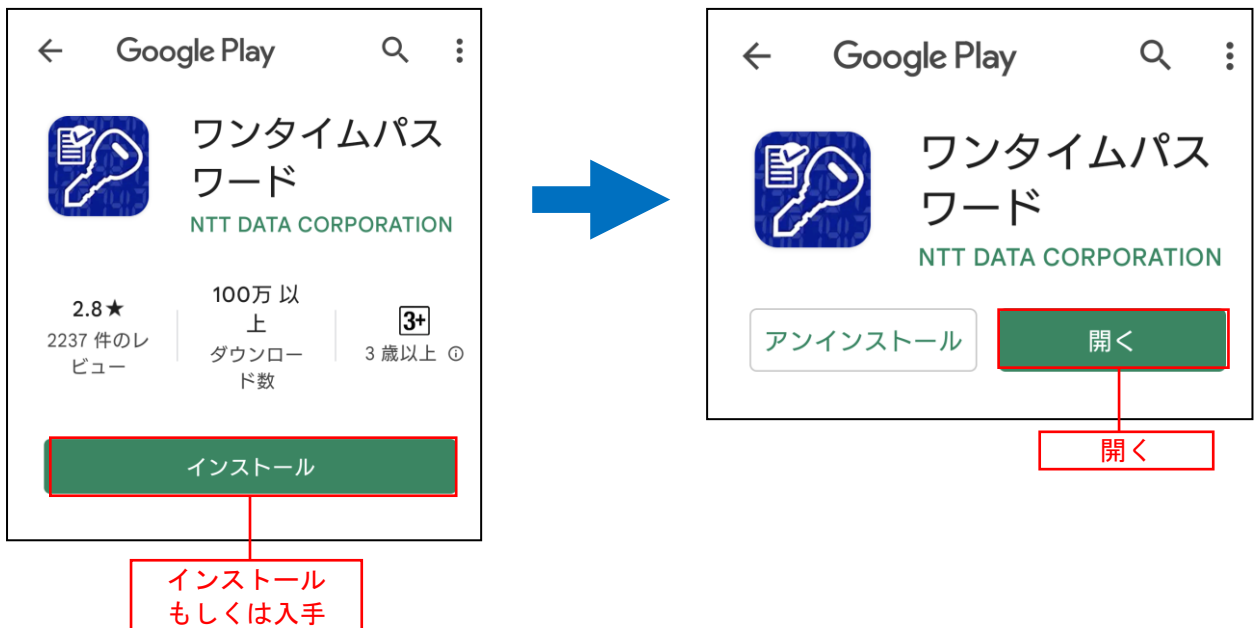 Google Play
ワンタイムパス
ワード
NTT DATA CORPORATION
2.8★
2237 件のレ
ビュー
100万 以
上
ダウンロー
ド数
3+
3 歳以上
インストール
インストール
もしくは入手
Google Play
ワンタイムパス
ワード
NTT DATA CORPORATION
アンインストール
開く
開く